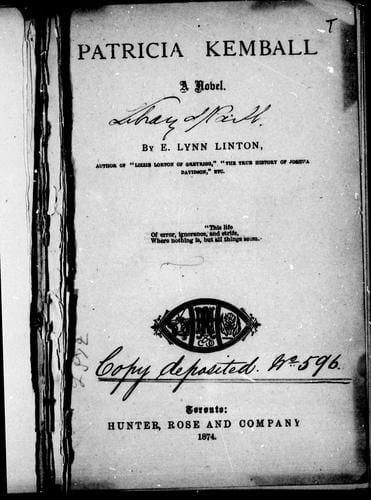 T
PATRICIA KEMBALL
A Novel.
Library of Parlt.
BY E. LYNN LINTON,
AUTHOR OF "LIZZIE LORTON OF GREYRIGG," "THE TRUE HISTORY OF JOSHUA
DAVIDSON," ETC.
"This life
Of error, ignorance, and strife,
Where nothing is, but all things seem."
Copy deposited. No 596.
Toronto:
HUNTER, ROSE AND COMPANY
1874.